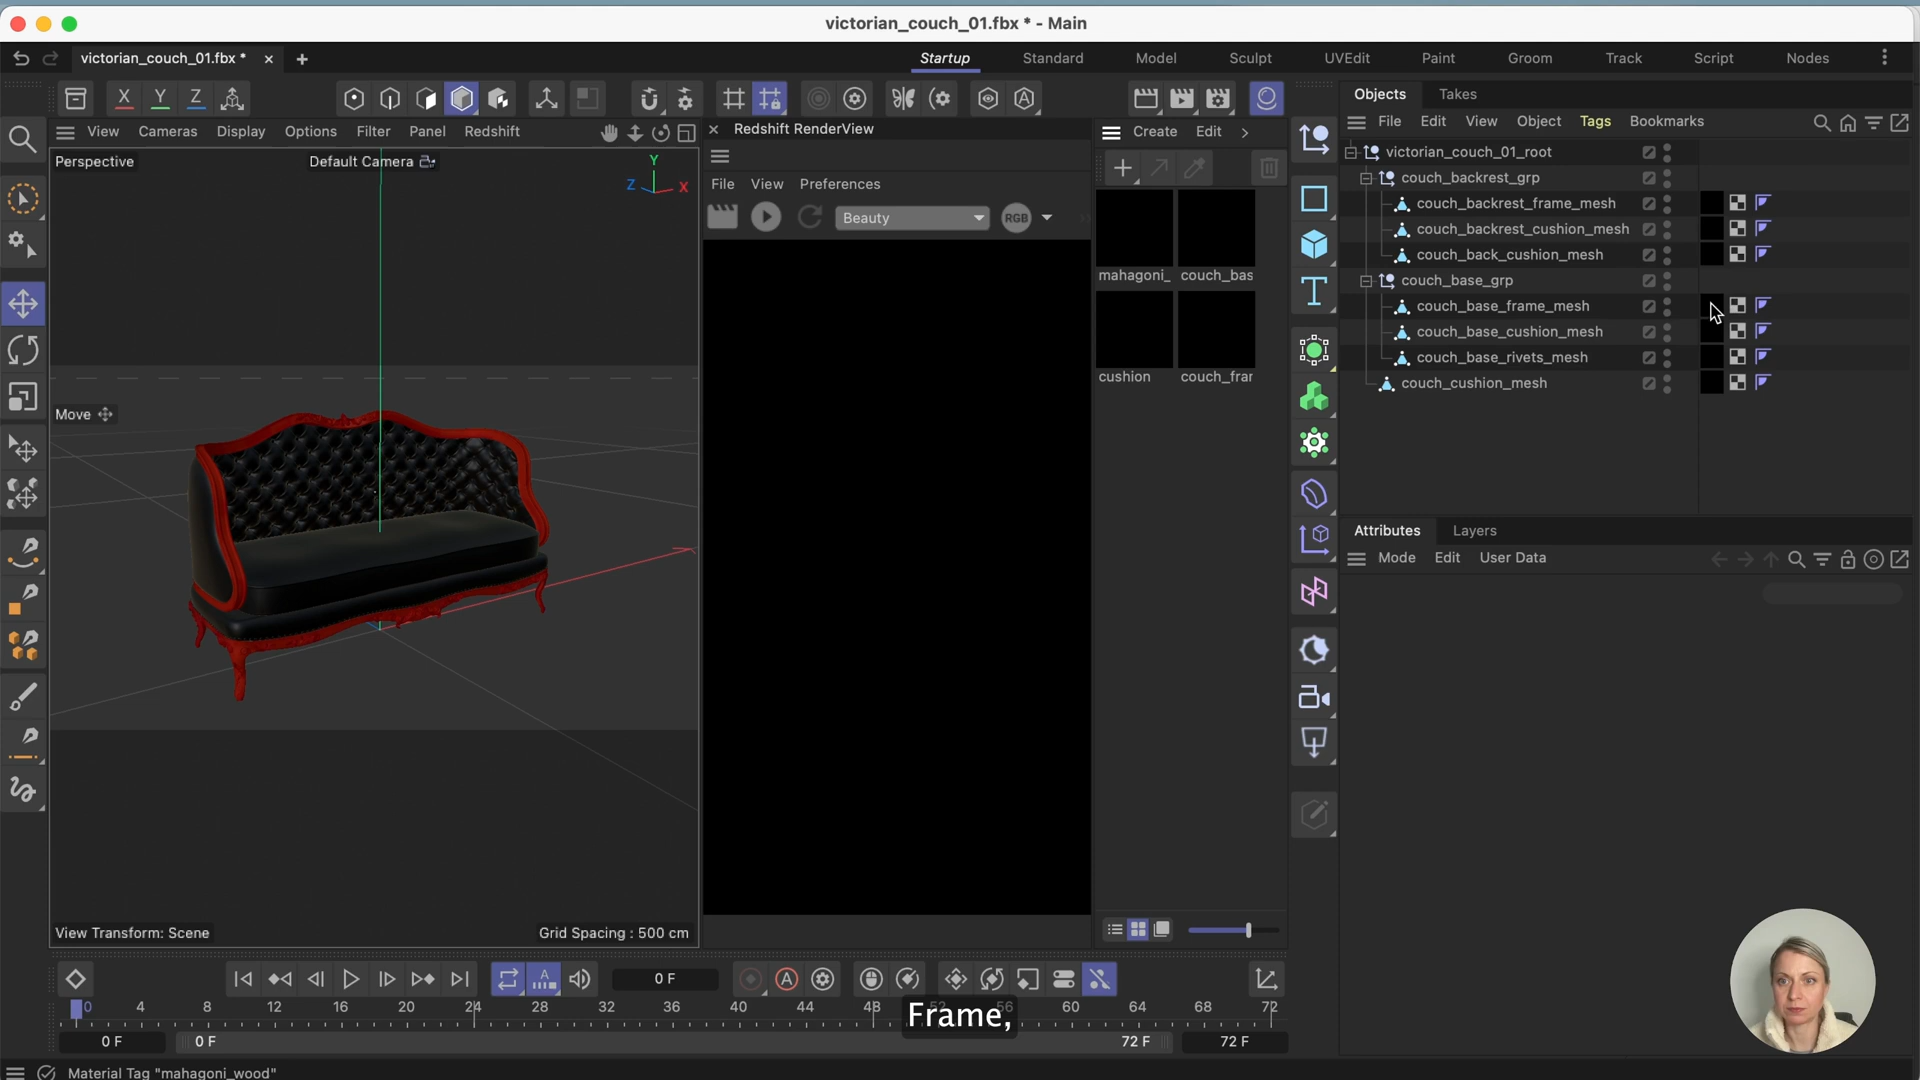 victorian_couch_01.fbx * - Main
victorian_couch_01.fbx *
Startup
Standard
Model
Sculpt
UVEdit
Paint
Groom
Track
Script
Nodes
X
Y
Z
View
Cameras
Display
Options
Filter
Panel
Redshift
Perspective
Default Camera
Y
Z
X
Move
View Transform: Scene
Grid Spacing : 500 cm
Redshift RenderView
File
View
Preferences
Beauty
RGB
Create
Edit
mahagoni_
couch_bas
cushion
couch_frar
Objects
Takes
File
Edit
View
Object
Tags
Bookmarks
victorian_couch_01_root
couch_backrest_grp
couch_backrest_frame_mesh
couch_backrest_cushion_mesh
couch_back_cushion_mesh
couch_base_grp
couch_base_frame_mesh
couch_base_cushion_mesh
couch_base_rivets_mesh
couch_cushion_mesh
Attributes
Layers
Mode
Edit
User Data
0 F
0 4 8 12 16 20 24 28 32 36 40 44 48 52 56 60 64 68 72
Frame,
0 F
0 F
72 F
72 F
Material Tag "mahagoni_wood"